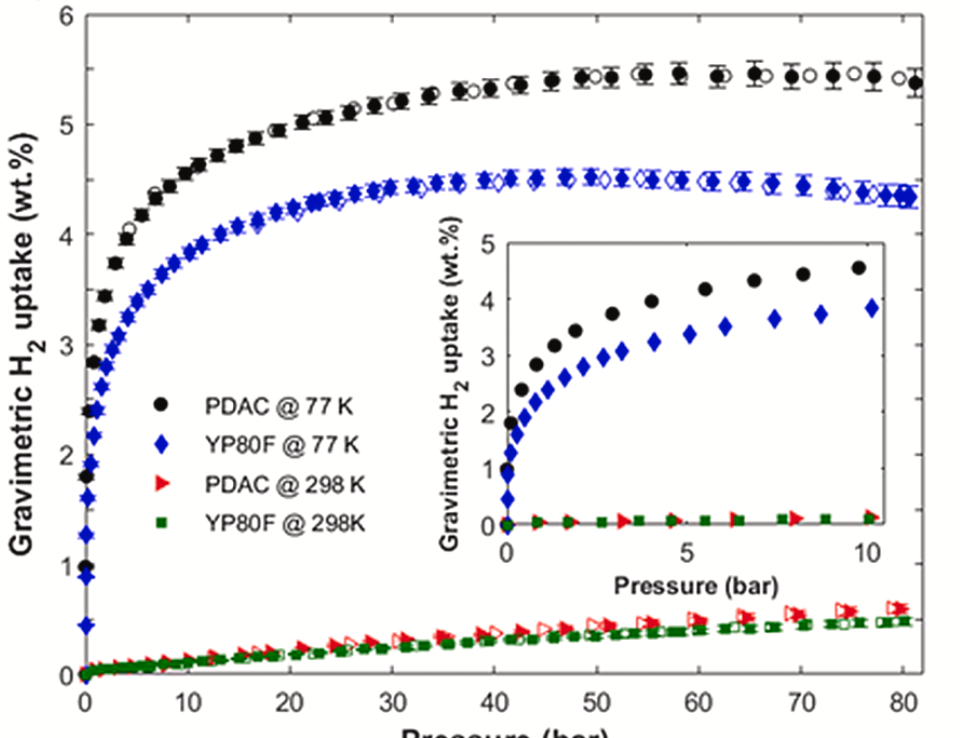 6
5
4
3
2
1
0
Gravimetric H2 uptake (wt.%)
PDAC @ 77 K
YP80F @ 77 K
PDAC @ 298 K
YP80F @ 298K
5
4
3
2
1
0
Gravimetric H2 uptake (wt.%)
0 5 10
Pressure (bar)
0 10 20 30 40 50 60 70 80
Pressure (bar)